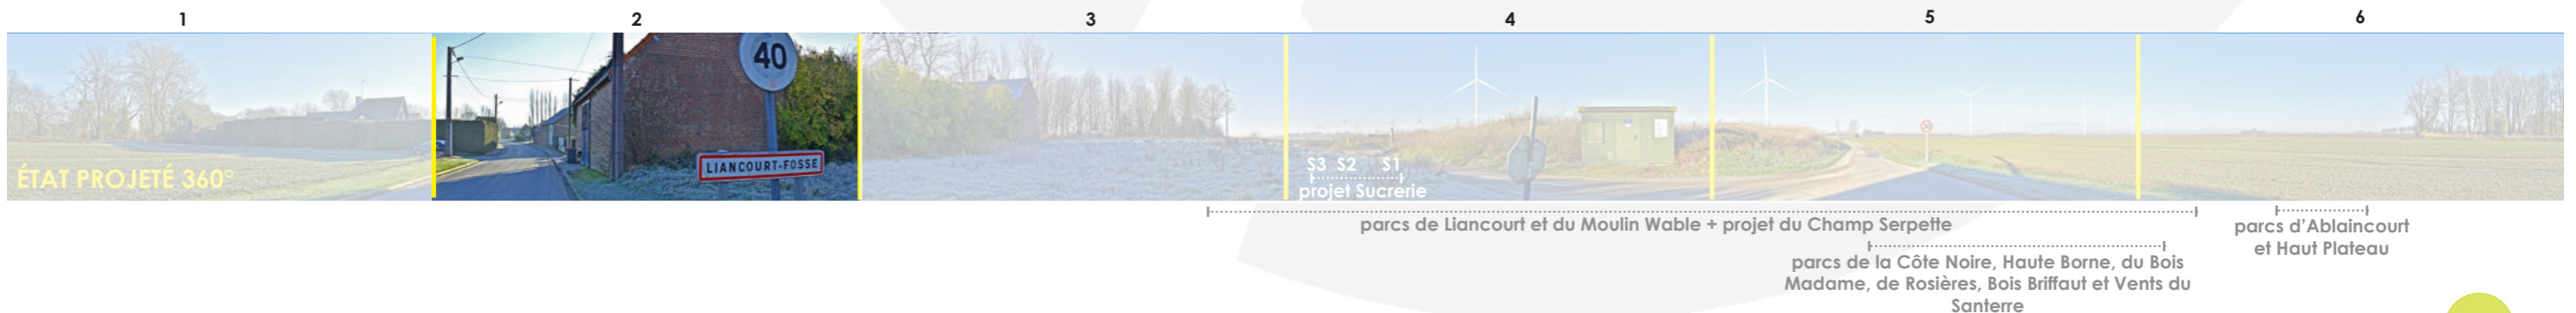 1 2 3 4 5 6
40
LIANCOURT-FOSSE
ÉTAT PROJETÉ 360°
S3 S2 S1
projet Sucrerie
parcs de Liancourt et du Moulin Wable + projet du Champ Serpette
parcs d'Ablaincourt
et Haut Plateau
parcs de la Côte Noire, Haute Borne, du Bois
Madame, de Rosières, Bois Briffaut et Vents du
Santerre